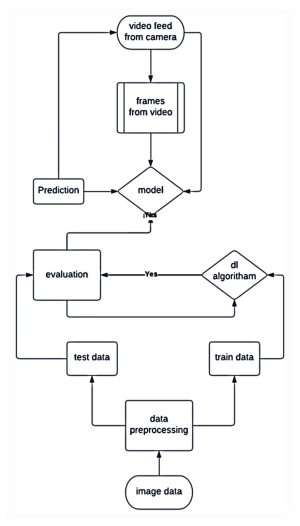 video feed
from camera
frames
from video
Prediction
model
evaluation
Yes
dl
algoritham
test data
train data
data
preprocessing
image data